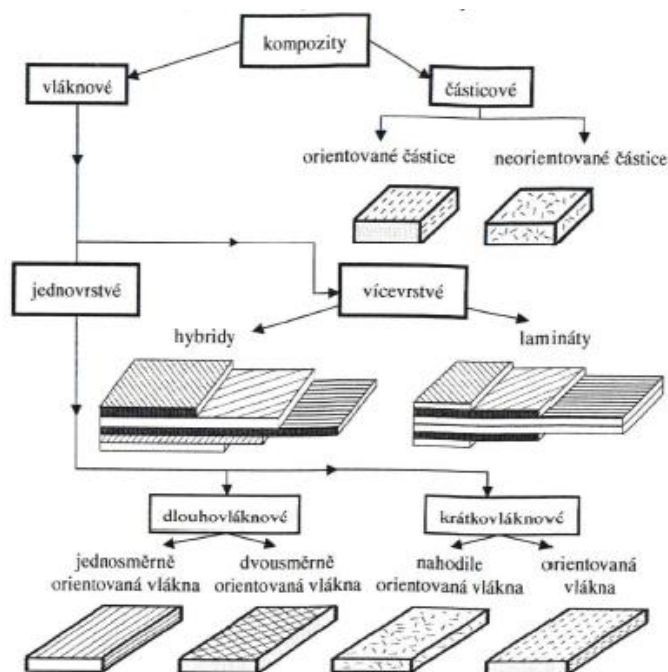 kompozity
vláknové
částicové
orientované částice
neorientované částice
jednovrstvé
vícevrstvé
hybridy
lamináty
dlouhovláknové
krátkovláknové
jednosměrně
orientovaná vlákna
dvousměrně
orientovaná vlákna
nahodile
orientovaná vlákna
orientovaná
vlákna